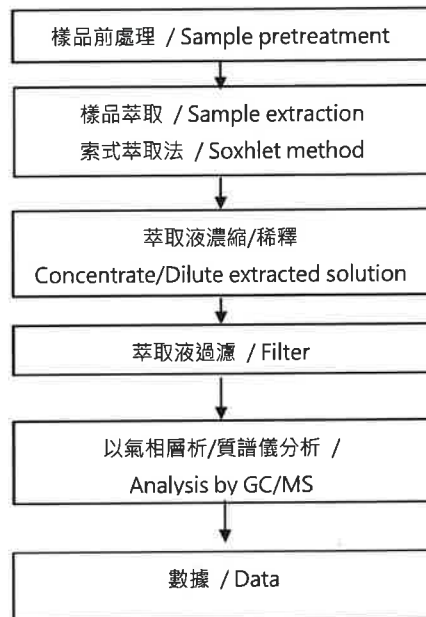 樣品前處理 / Sample pretreatment
樣品萃取 / Sample extraction
索式萃取法 / Soxhlet method
萃取液濃縮/稀釋
Concentrate/Dilute extracted solution
萃取液過濾 / Filter
以氣相層析/質譜儀分析 /
Analysis by GC/MS
數據 / Data